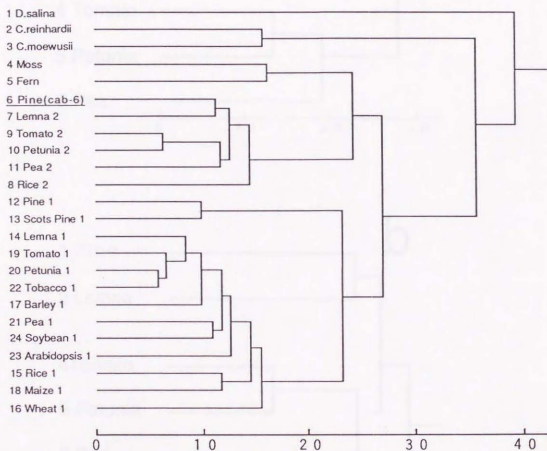 1 D.salina
2 C.reinhardii
3 C.moewusii
4 Moss
5 Fern
6 Pine(cab-6)
7 Lemna 2
9 Tomato 2
10 Petunia 2
11 Pea 2
8 Rice 2
12 Pine 1
13 Scots Pine 1
14 Lemna 1
19 Tomato 1
20 Petunia 1
22 Tobacco 1
17 Barley 1
21 Pea 1
24 Soybean 1
23 Arabidopsis 1
15 Rice 1
18 Maize 1
16 Wheat 1
0 10 20 30 40